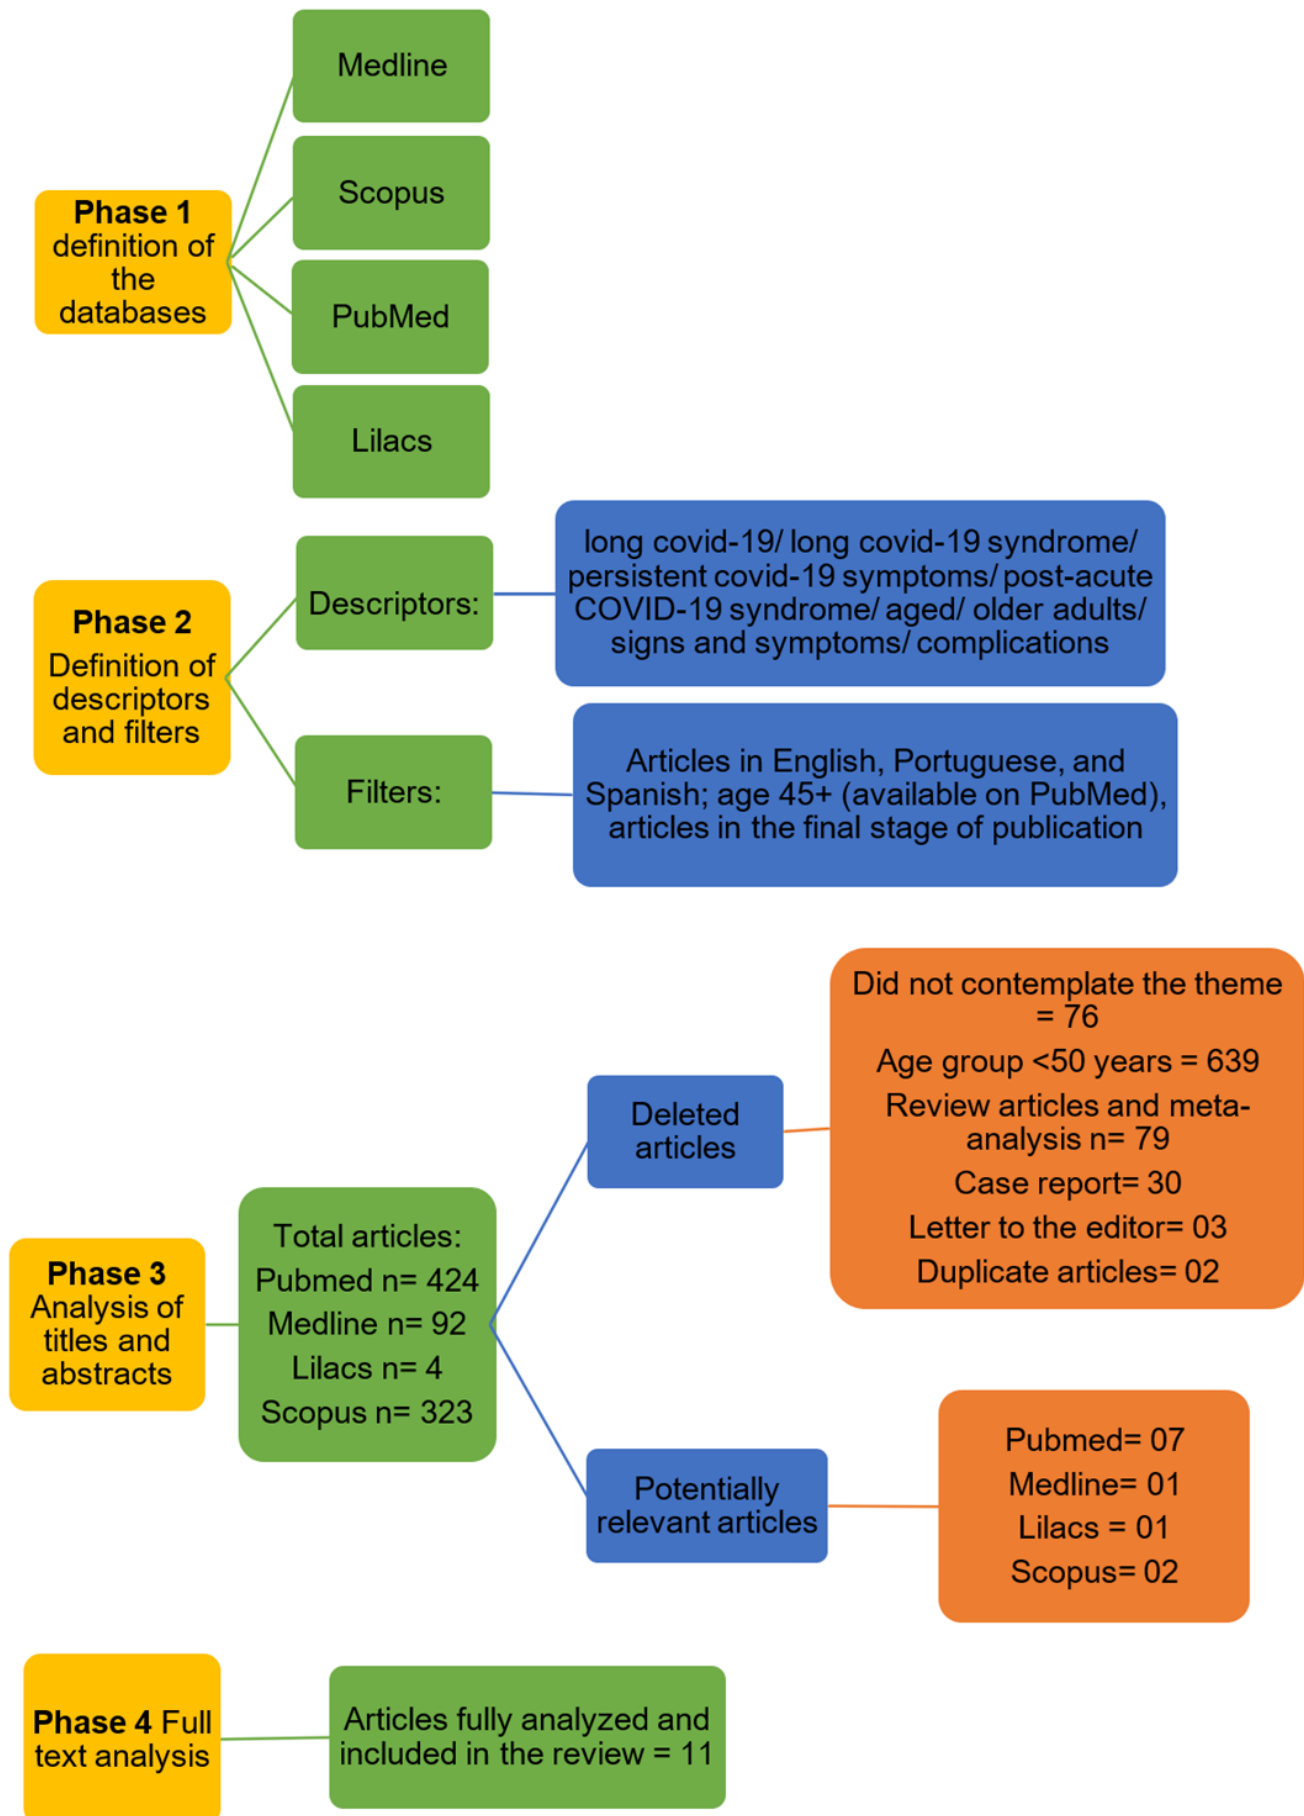 Phase 1
definition of
the
databases
Medline
Scopus
PubMed
Lilacs
Phase 2
Definition of
descriptors
and filters
Descriptors:
long covid-19/ long covid-19 syndrome/
persistent covid-19 symptoms/ post-acute
COVID-19 syndrome/ aged/ older adults/
signs and symptoms/ complications
Filters:
Articles in English, Portuguese, and
Spanish; age 45+ (available on PubMed),
articles in the final stage of publication
Phase 3
Analysis of
titles and
abstracts
Total articles:
Pubmed n= 424
Medline n= 92
Lilacs n= 4
Scopus n= 323
Deleted
articles
Did not contemplate the theme
= 76
Age group <50 years = 639
Review articles and meta-
analysis n= 79
Case report= 30
Letter to the editor= 03
Duplicate articles= 02
Potentially
relevant articles
Pubmed= 07
Medline= 01
Lilacs = 01
Scopus= 02
Phase 4 Full
text analysis
Articles fully analyzed and
included in the review = 11